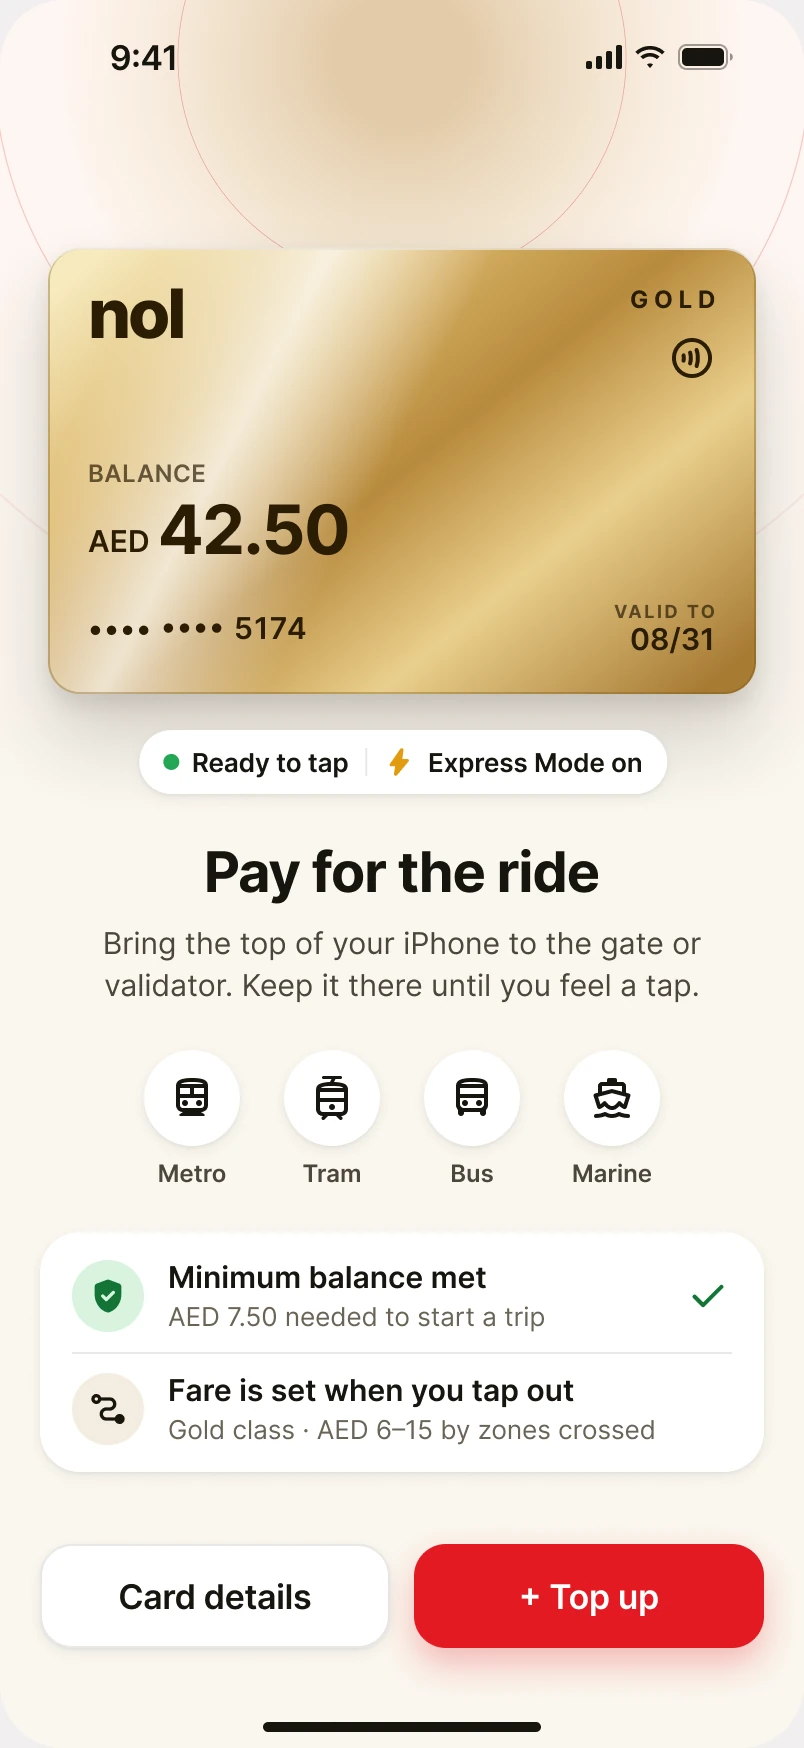 9:41
nol
GOLD
BALANCE
AED 42.50
•••• •••• 5174
VALID TO
08/31
Ready to tap
Express Mode on
Pay for the ride
Bring the top of your iPhone to the gate or
validator. Keep it there until you feel a tap.
Metro
Tram
Bus
Marine
Minimum balance met
AED 7.50 needed to start a trip
Fare is set when you tap out
Gold class · AED 6–15 by zones crossed
Card details
+ Top up